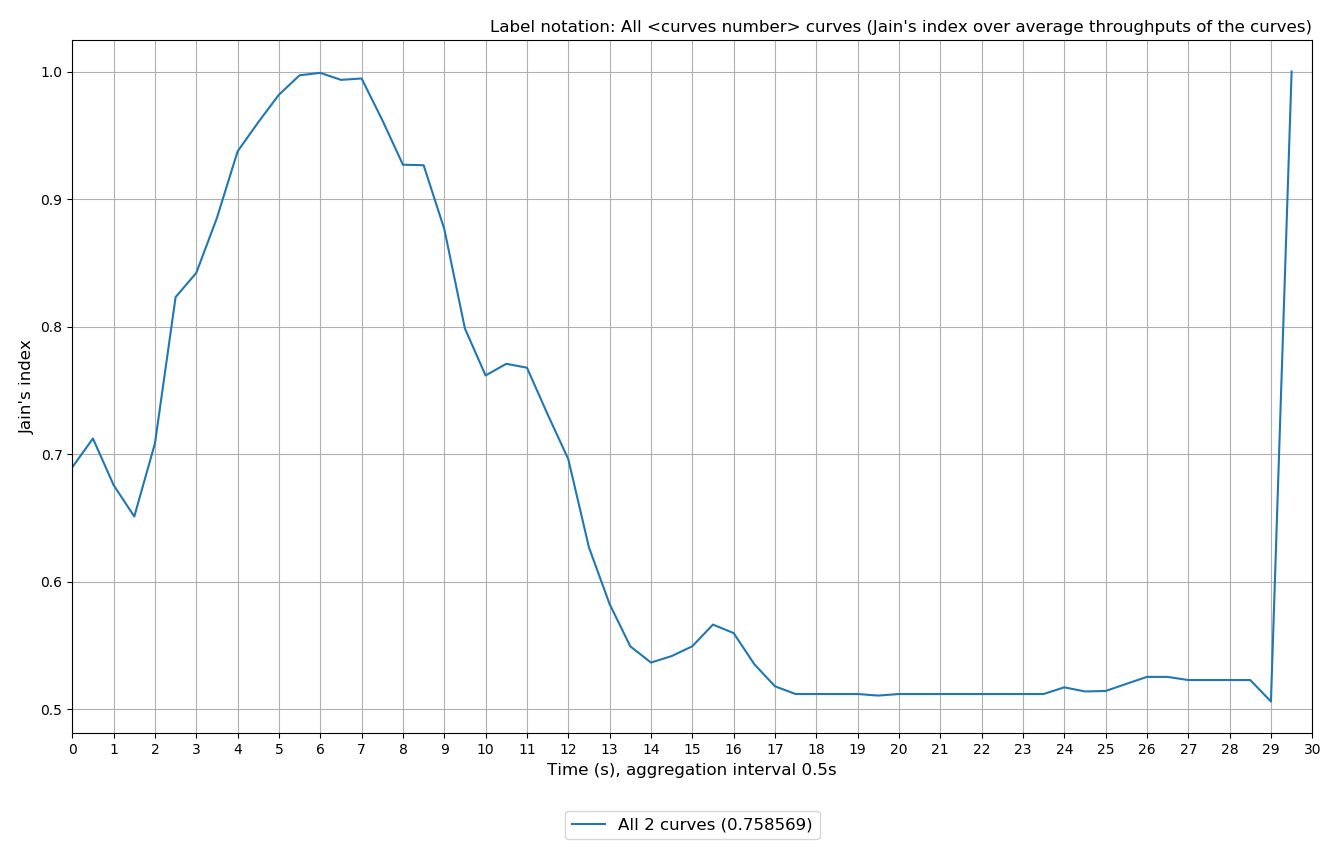 Label notation: All <curves number> curves (Jain's index over average throughputs of the curves)
1.0
0.9
0.8
0.7
0.6
0.5
Jain's index
0 1 2 3 4 5 6 7 8 9 10 11 12 13 14 15 16 17 18 19 20 21 22 23 24 25 26 27 28 29 30
Time (s), aggregation interval 0.5s
All 2 curves (0.758569)